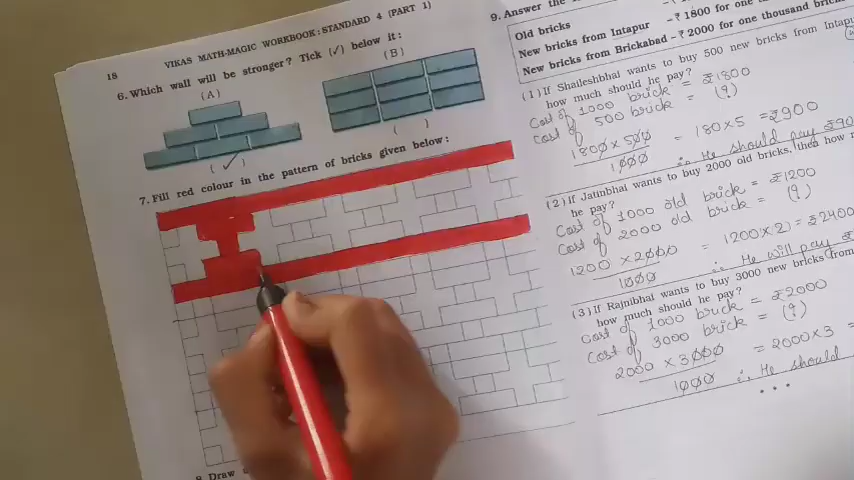 18
VIKAS MATH-MAGIC WORKBOOK : STANDARD 4 (PART 1)
6. Which wall will be stronger? Tick (✓) below it :
(A)
(B)
( ✓ )
( )
7. Fill red colour in the pattern of bricks given below :
8. Draw
9. Answer the
Old bricks
New bricks from Intapur - ₹ 1800 for one
New bricks from Brickabad - ₹ 2000 for one thousand bricks
(1) If Shaileshbhai wants to buy 500 new bricks from Intapu
how much should he pay?
Cost of 1000 brick = ₹1800
Cost of 500 brick = (?)
1800 × 500
1000
= 180 × 5 = ₹900
∴ He should pay ₹90
(2) If Jatinbhai wants to buy 2000 old bricks, then how
he pay?
Cost of 1000 old brick = ₹1200
Cost of 2000 old brick = (?)
1200 × 2000
1000
= 1200 × 2 = ₹2400
∴ He will pay
(3) If Rajnibhai wants to buy 3000 new bricks from
how much should he pay?
Cost of 1000 brick = ₹2000
Cost of 3000 brick = (?)
2000 × 3000
1000
= 2000 × 3 =
∴ He should
• • •